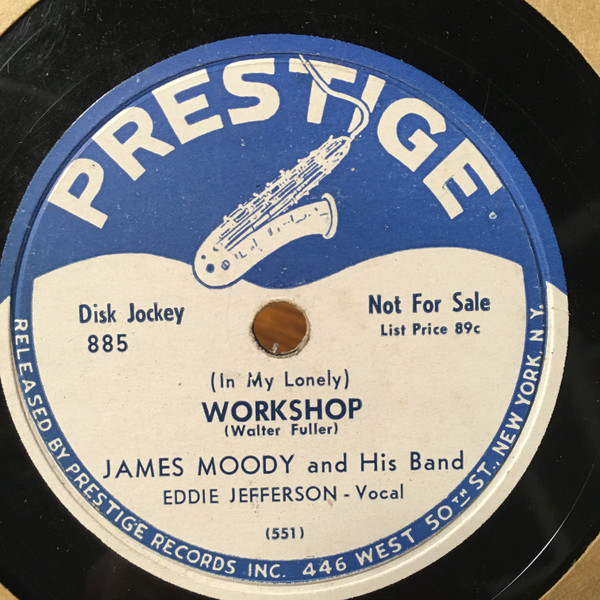 PRESTIGE
Disk Jockey
885
Not For Sale
List Price 89c
(In My Lonely)
WORKSHOP
(Walter Fuller)
JAMES MOODY and His Band
EDDIE JEFFERSON - Vocal
(551)
RELEASED BY PRESTIGE RECORDS INC. 446 WEST 50TH ST., NEW YORK, N.Y.